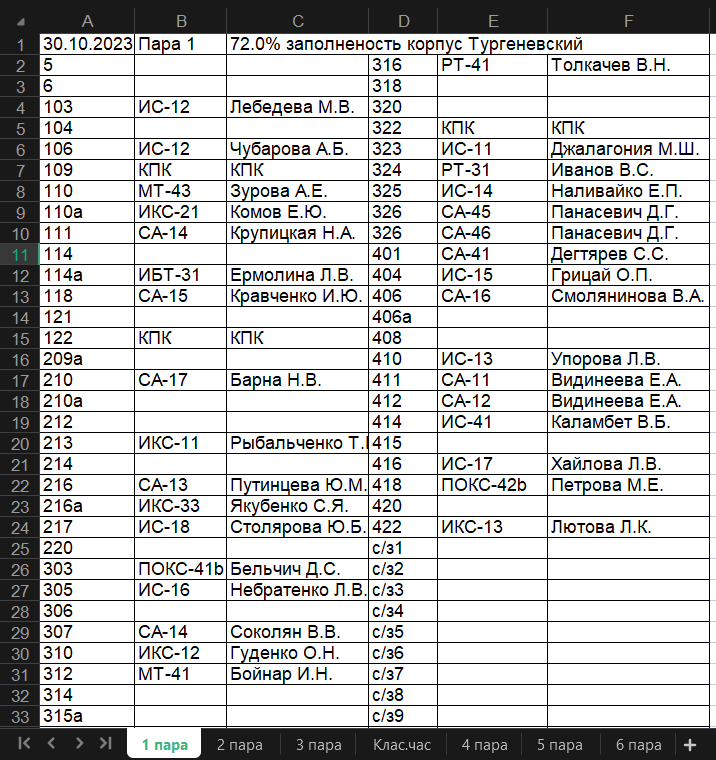 A B C D E F
1 30.10.2023 Пара 1 72.0% заполненость корпус Тургеневский
2 5 316 РТ-41 Толкачев В.Н.
3 6 318
4 103 ИС-12 Лебедева М.В. 320
5 104 322 КПК КПК
6 106 ИС-12 Чубарова А.Б. 323 ИС-11 Джалагония М.Ш.
7 109 КПК КПК 324 РТ-31 Иванов В.С.
8 110 МТ-43 Зурова А.Е. 325 ИС-14 Наливайко Е.П.
9 110а ИКС-21 Комов Е.Ю. 326 СА-45 Панасевич Д.Г.
10 111 СА-14 Крупицкая Н.А. 326 СА-46 Панасевич Д.Г.
11 114 401 СА-41 Дегтярев С.С.
12 114а ИБТ-31 Ермолина Л.В. 404 ИС-15 Грицай О.П.
13 118 СА-15 Кравченко И.Ю. 406 СА-16 Смолянинова В.А.
14 121 406а
15 122 КПК КПК 408
16 209а 410 ИС-13 Упорова Л.В.
17 210 СА-17 Барна Н.В. 411 СА-11 Видинеева Е.А.
18 210а 412 СА-12 Видинеева Е.А.
19 212 414 ИС-41 Каламбет В.Б.
20 213 ИКС-11 Рыбальченко Т. 415
21 214 416 ИС-17 Хайлова Л.В.
22 216 СА-13 Путинцева Ю.М. 418 ПОКС-42b Петрова М.Е.
23 216а ИКС-33 Якубенко С.Я. 420
24 217 ИС-18 Столярова Ю.Б. 422 ИКС-13 Лютова Л.К.
25 220 с/з1
26 303 ПОКС-41b Бельчич Д.С. с/з2
27 305 ИС-16 Небратенко Л.В. с/з3
28 306 с/з4
29 307 СА-14 Соколян В.В. с/з5
30 310 ИКС-12 Гуденко О.Н. с/з6
31 312 МТ-41 Бойнар И.Н. с/з7
32 314 с/з8
33 315а с/з9
1 пара 2 пара 3 пара Клас.час 4 пара 5 пара 6 пара